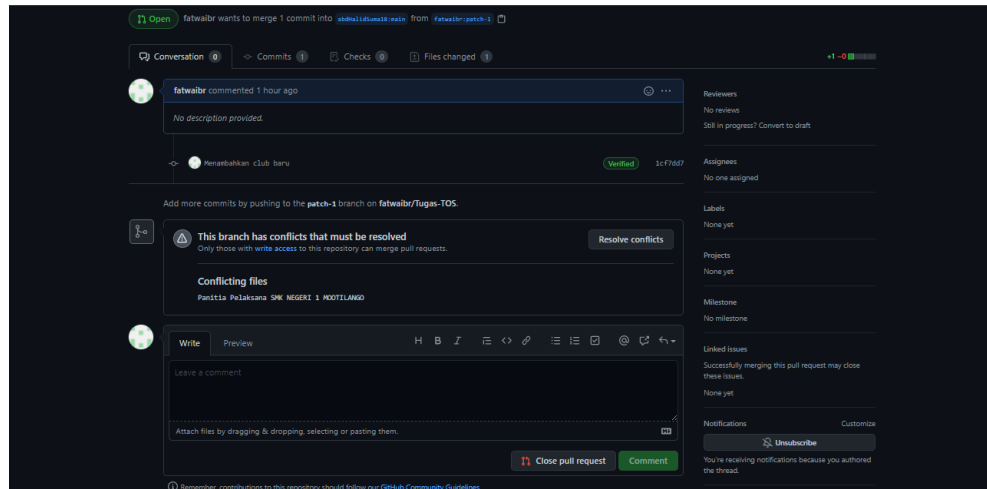 Open fatwaibr wants to merge 1 commit into abdHalidSuma10:main from fatwaibr:patch-1
Conversation 0 Commits 1 Checks 0 Files changed 1 +1 −0
fatwaibr commented 1 hour ago
No description provided.
Menambahkan club baru Verified 1cf7dd7
Add more commits by pushing to the patch-1 branch on fatwaibr/Tugas-TOS.
This branch has conflicts that must be resolved
Only those with write access to this repository can merge pull requests.
Resolve conflicts
Conflicting files
Panitia Pelaksana SMK NEGERI 1 MOOTILANGO
Write Preview H B I
Leave a comment
Attach files by dragging & dropping, selecting or pasting them.
Close pull request Comment
Remember, contributions to this repository should follow our GitHub Community Guidelines.
Reviewers
No reviews
Still in progress? Convert to draft
Assignees
No one assigned
Labels
None yet
Projects
None yet
Milestone
No milestone
Linked issues
Successfully merging this pull request may close
these issues.
None yet
Notifications Customize
Unsubscribe
You're receiving notifications because you authored
the thread.